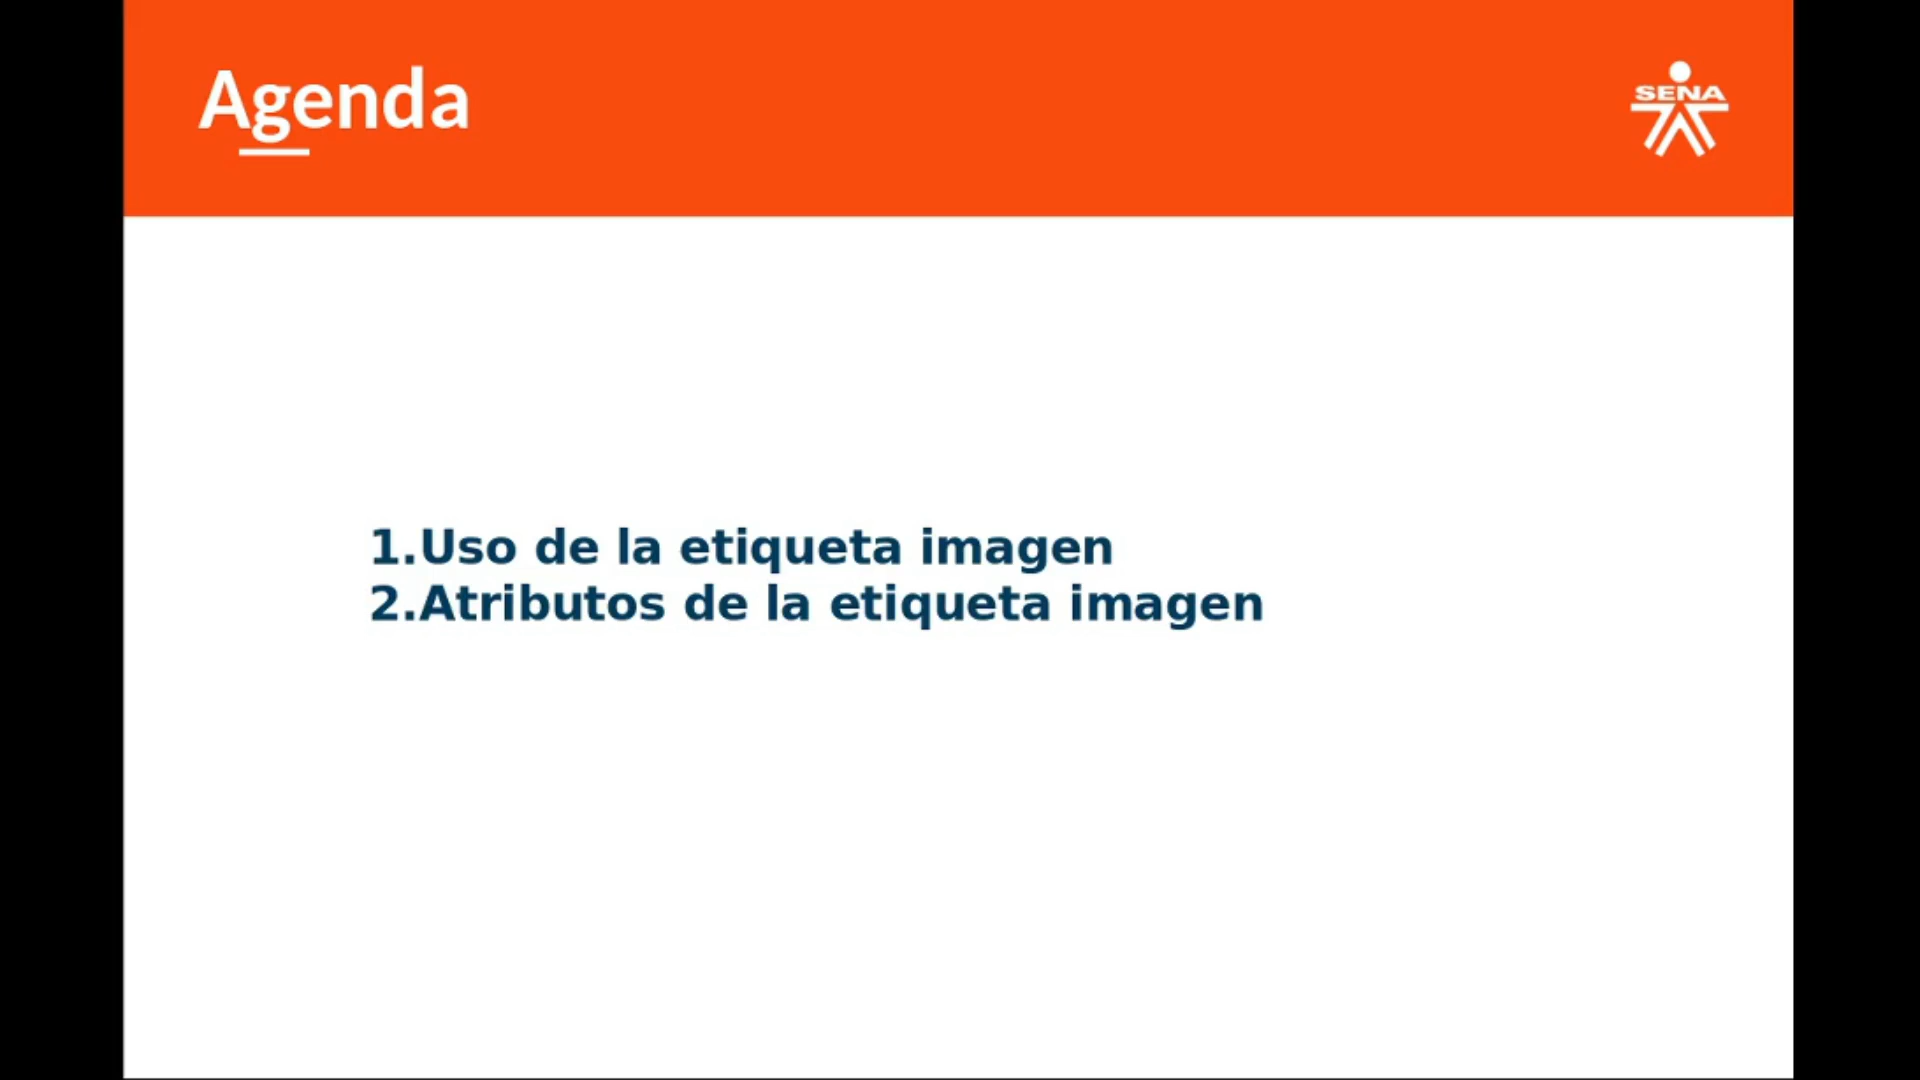 Agenda
SENA
1.Uso de la etiqueta imagen
2.Atributos de la etiqueta imagen